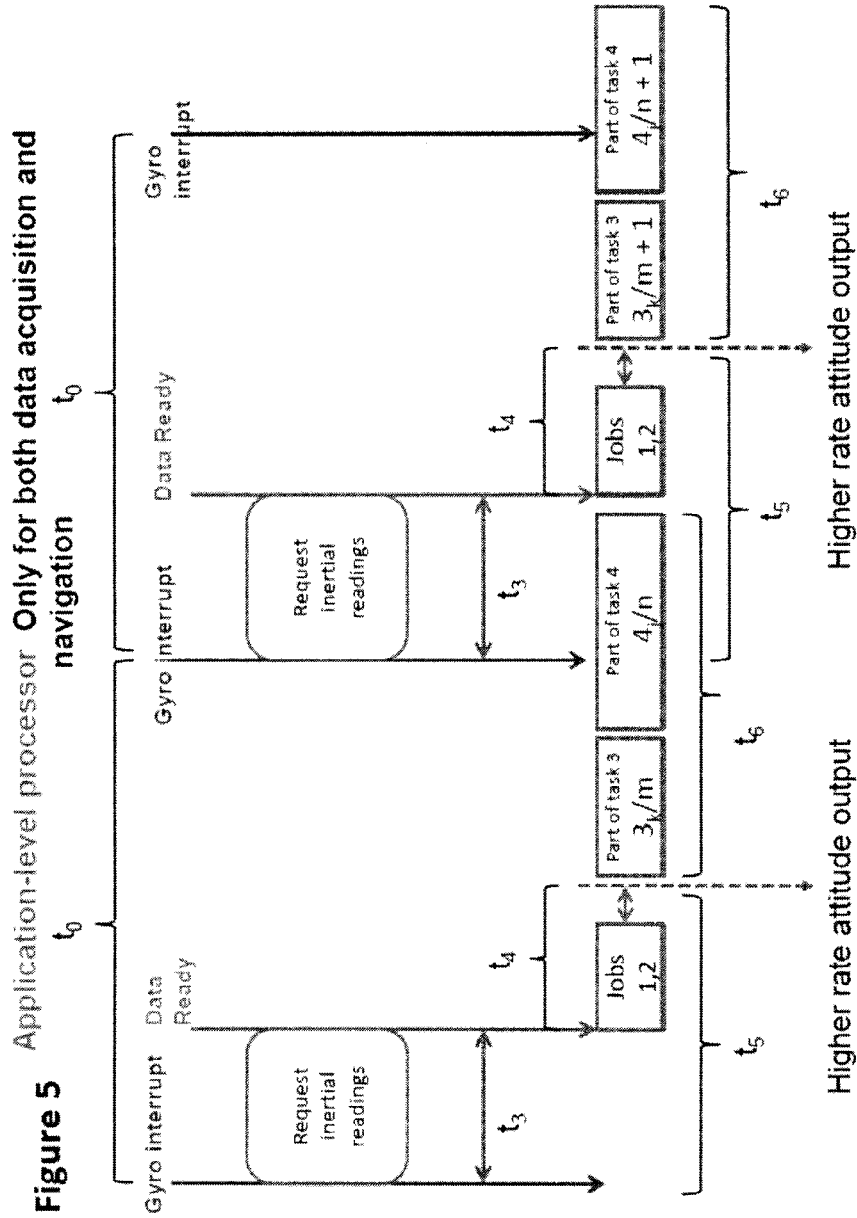 Figure 5 Application-level processor Only for both data acquisition and
navigation
t0
t0
Gyro interrupt
Data
Ready
Gyro interrupt
Data Ready
Gyro
interrupt
Request
inertial
readings
Request
inertial
readings
t3
t3
t4
t4
Jobs
1,2
Part of task 3
3k/m
Part of task 4
4j/n
Jobs
1,2
Part of task 3
3k/m + 1
Part of task 4
4j/n + 1
t5
t6
t5
t6
Higher rate attitude output
Higher rate attitude output